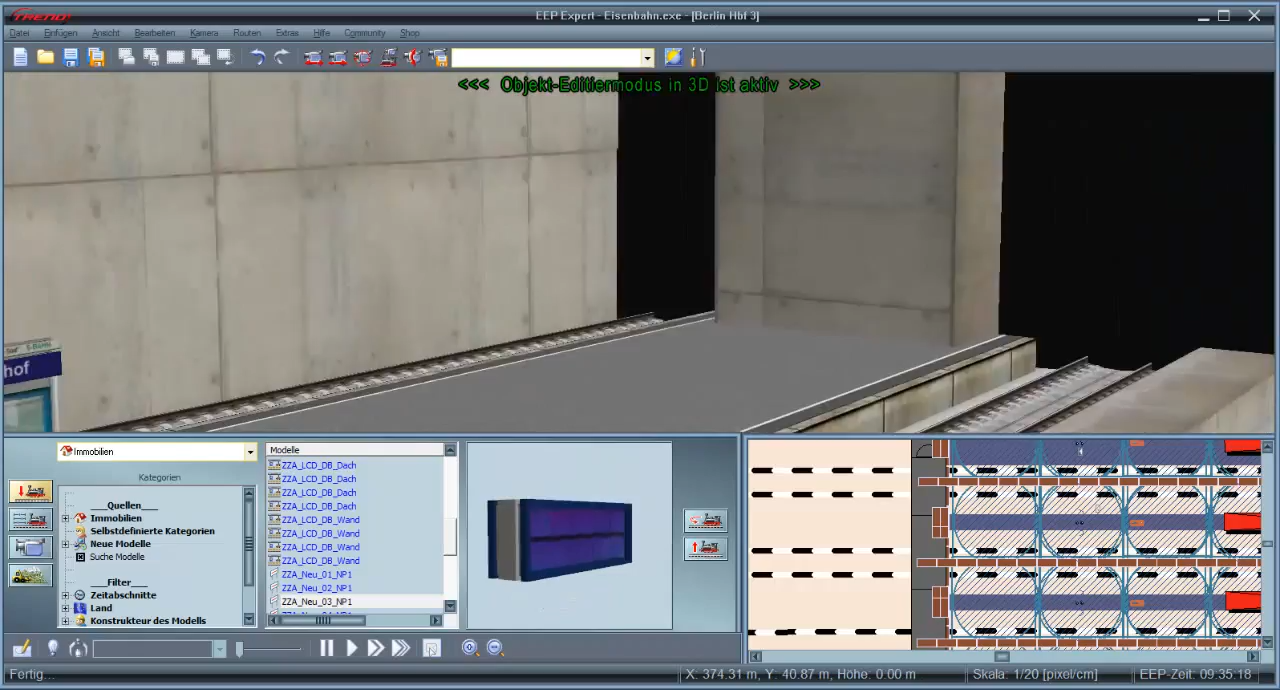 TREND
EEP Expert - Eisenbahn.exe - [Berlin Hbf 3]
Datei Einfügen Ansicht Bearbeiten Kamera Routen Extras Hilfe Community Shop
<<< Objekt-Editiermodus in 3D ist aktiv >>>
S-BAHN
hof
Immobilien
Kategorien
___Quellen___
Immobilien
Selbstdefinierte Kategorien
Neue Modelle
Suche Modelle
___Filter___
Zeitabschnitte
Land
Konstrukteur des Modells
Modelle
ZZA_LCD_DB_Dach
ZZA_LCD_DB_Dach
ZZA_LCD_DB_Dach
ZZA_LCD_DB_Dach
ZZA_LCD_DB_Wand
ZZA_LCD_DB_Wand
ZZA_LCD_DB_Wand
ZZA_LCD_DB_Wand
ZZA_Neu_01_NP1
ZZA_Neu_02_NP1
ZZA_Neu_03_NP1
Fertig...
X: 374.31 m, Y: 40.87 m, Höhe: 0.00 m
Skala: 1/20 [pixel/cm]
EEP-Zeit: 09:35:18